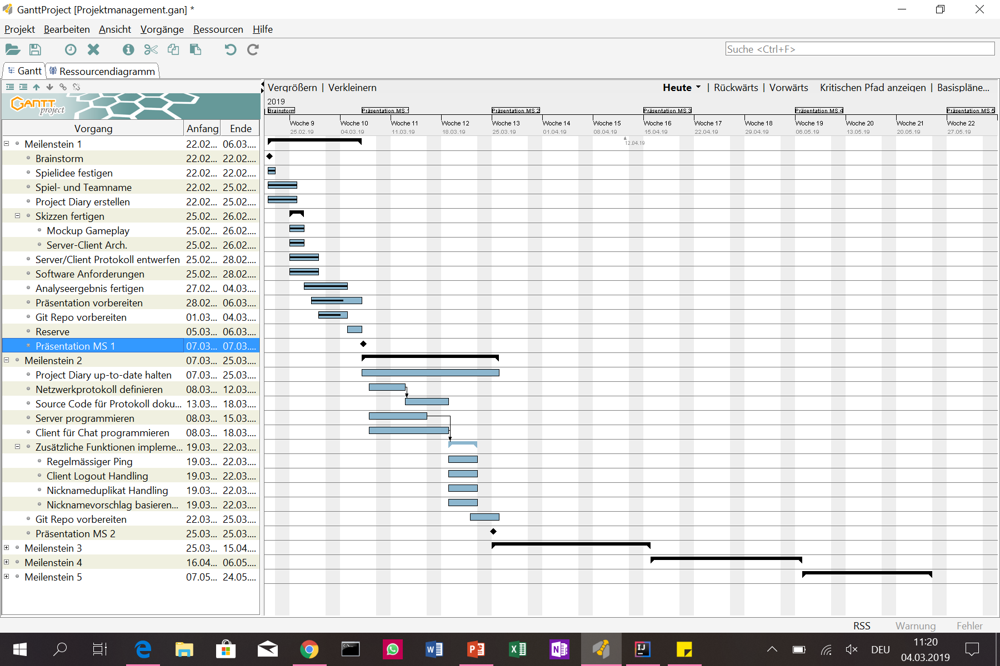 GanttProject [Projektmanagement.gan] *
Projekt Bearbeiten Ansicht Vorgänge Ressourcen Hilfe
Suche <Ctrl+F>
Gantt Ressourcendiagramm
Vergrößern | Verkleinern Heute | Rückwärts | Vorwärts Kritischen Pfad anzeigen | Basispläne...
GANTT project
2019
Brainstorm Präsentation MS 1 Präsentation MS 2 Präsentation MS 3 Präsentation MS 4 Präsentation MS 5
Woche 9 Woche 10 Woche 11 Woche 12 Woche 13 Woche 14 Woche 15 Woche 16 Woche 17 Woche 18 Woche 19 Woche 20 Woche 21 Woche 22
25.02.19 04.03.19 11.03.19 18.03.19 25.03.19 01.04.19 08.04.19 15.04.19 22.04.19 29.04.19 06.05.19 13.05.19 20.05.19 27.05.19
12.04.19
Vorgang Anfang Ende
Meilenstein 1 22.02... 06.03....
Brainstorm 22.02... 22.02....
Spielidee festigen 22.02... 22.02....
Spiel- und Teamname 22.02... 25.02....
Project Diary erstellen 22.02... 25.02....
Skizzen fertigen 25.02... 26.02....
Mockup Gameplay 25.02... 26.02....
Server-Client Arch. 25.02... 26.02....
Server/Client Protokoll entwerfen 25.02... 28.02....
Software Anforderungen 25.02... 28.02....
Analyseergebnis fertigen 27.02... 04.03....
Präsentation vorbereiten 28.02... 06.03....
Git Repo vorbereiten 01.03... 04.03....
Reserve 05.03... 06.03....
Präsentation MS 1 07.03... 07.03....
Meilenstein 2 07.03... 25.03....
Project Diary up-to-date halten 07.03... 25.03....
Netzwerkprotokoll definieren 08.03... 12.03....
Source Code für Protokoll doku... 13.03... 18.03....
Server programmieren 08.03... 15.03....
Client für Chat programmieren 08.03... 18.03....
Zusätzliche Funktionen impleme... 19.03... 22.03....
Regelmässiger Ping 19.03... 22.03....
Client Logout Handling 19.03... 22.03....
Nicknameduplikat Handling 19.03... 22.03....
Nicknamevorschlag basieren... 19.03... 22.03....
Git Repo vorbereiten 22.03... 25.03....
Präsentation MS 2 25.03... 25.03....
Meilenstein 3 25.03... 15.04....
Meilenstein 4 16.04... 06.05....
Meilenstein 5 07.05... 24.05....
RSS Warnung Fehler
DEU
11:20
04.03.2019